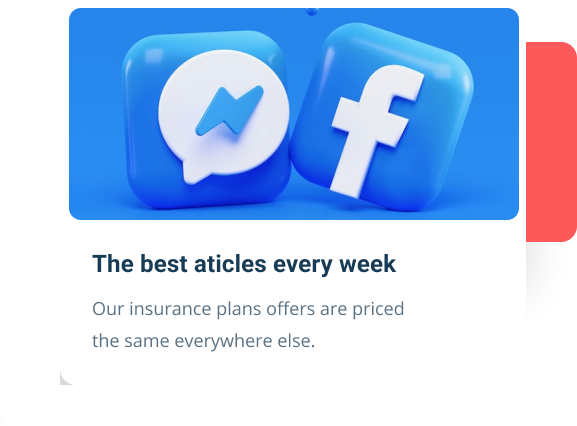 The best aticles every week
Our insurance plans offers are priced
the same everywhere else.